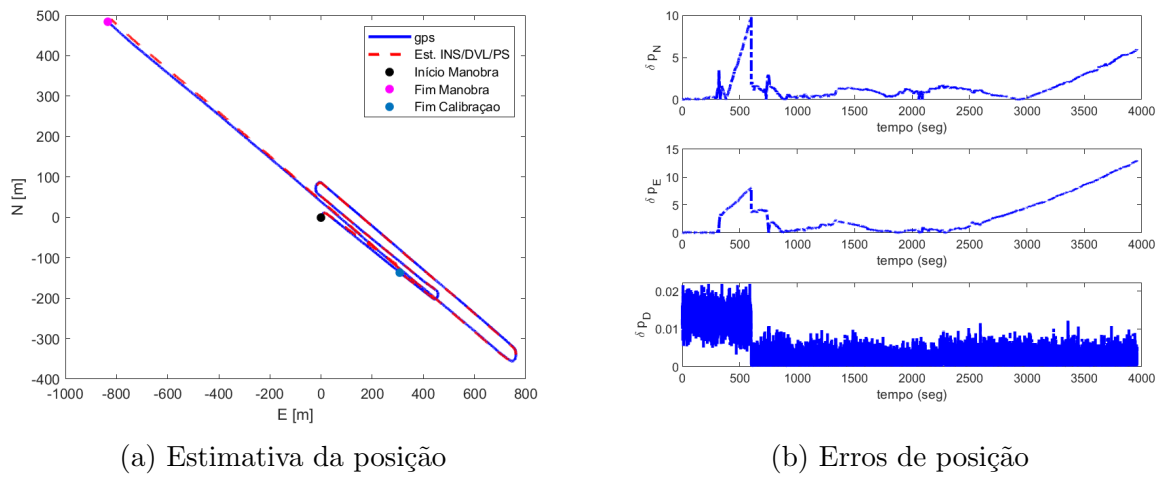 500
400
300
200
100
0
-100
-200
-300
-400
N [m]
-1000 -800 -600 -400 -200 0 200 400 600 800
E [m]
gps
Est. INS/DVL/PS
Início Manobra
Fim Manobra
Fim Calibraçao
(a) Estimativa da posição
10
5
0
δ p_N
0 500 1000 1500 2000 2500 3000 3500 4000
tempo (seg)
15
10
5
0
δ p_E
0 500 1000 1500 2000 2500 3000 3500 4000
tempo (seg)
0.02
0.01
0
δ p_D
0 500 1000 1500 2000 2500 3000 3500 4000
tempo (seg)
(b) Erros de posição